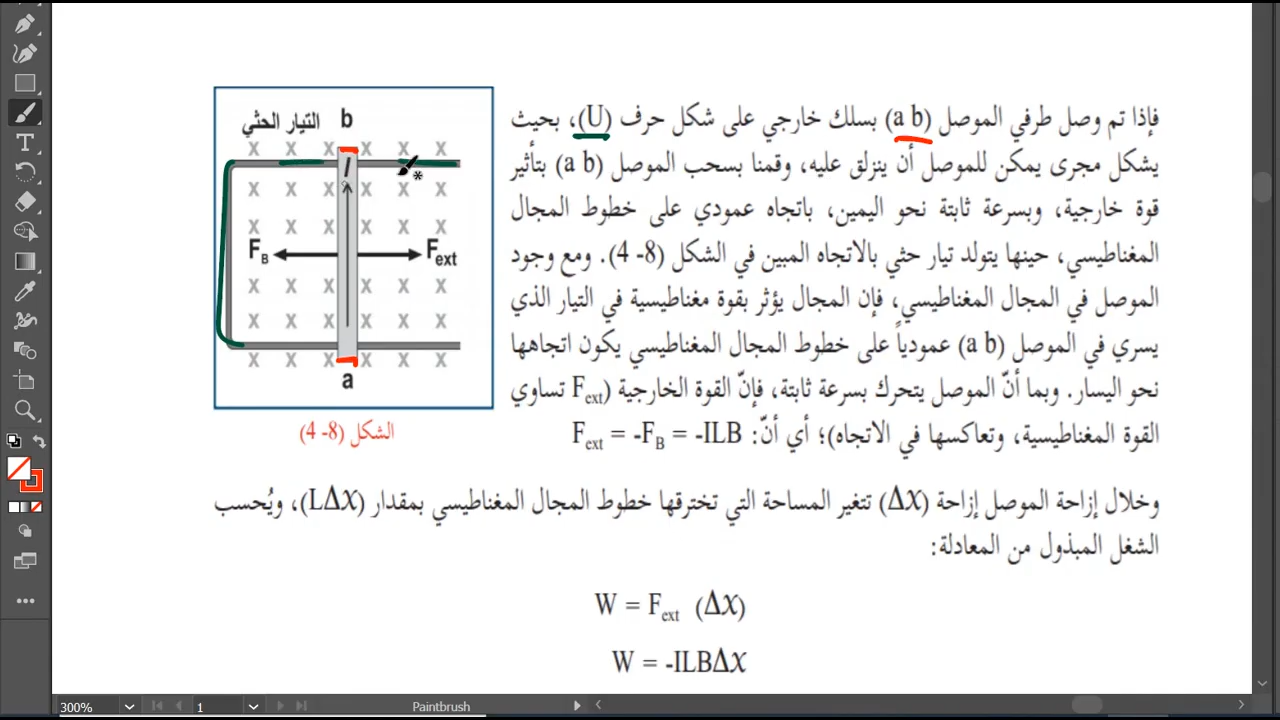 فإذا تم وصل طرفي الموصل (a b) بسلك خارجي على شكل حرف (U)، بحيث
يشكل مجرى يمكن للموصل أن ينزلق عليه، وقمنا بسحب الموصل (a b) بتأثير
قوة خارجية، وبسرعة ثابتة نحو اليمين، باتجاه عمودي على خطوط المجال
المغناطيسي، حينها يتولد تيار حثي بالاتجاه المبين في الشكل (8- 4). ومع وجود
الموصل في المجال المغناطيسي، فإن المجال يؤثر بقوة مغناطيسية في التيار الذي
يسري في الموصل (a b) عمودياً على خطوط المجال المغناطيسي يكون اتجاهها
نحو اليسار. وبما أنّ الموصل يتحرك بسرعة ثابتة، فإنّ القوة الخارجية (Fext تساوي
القوة المغناطيسية، وتعاكسها في الاتجاه)؛ أي أنّ: Fext = -FB = -ILB
التيار الحثي b
x x x x x x
x x x x x x
I
x x x x x x
FB Fext
x x x x x x
x x x x x x
x x x x x x
a
الشكل (8- 4)
وخلال إزاحة الموصل إزاحة (Δx) تتغير المساحة التي تخترقها خطوط المجال المغناطيسي بمقدار (LΔx)، ويُحسب
الشغل المبذول من المعادلة:
W = Fext (Δx)
W = -ILBΔx
300% 1 Paintbrush